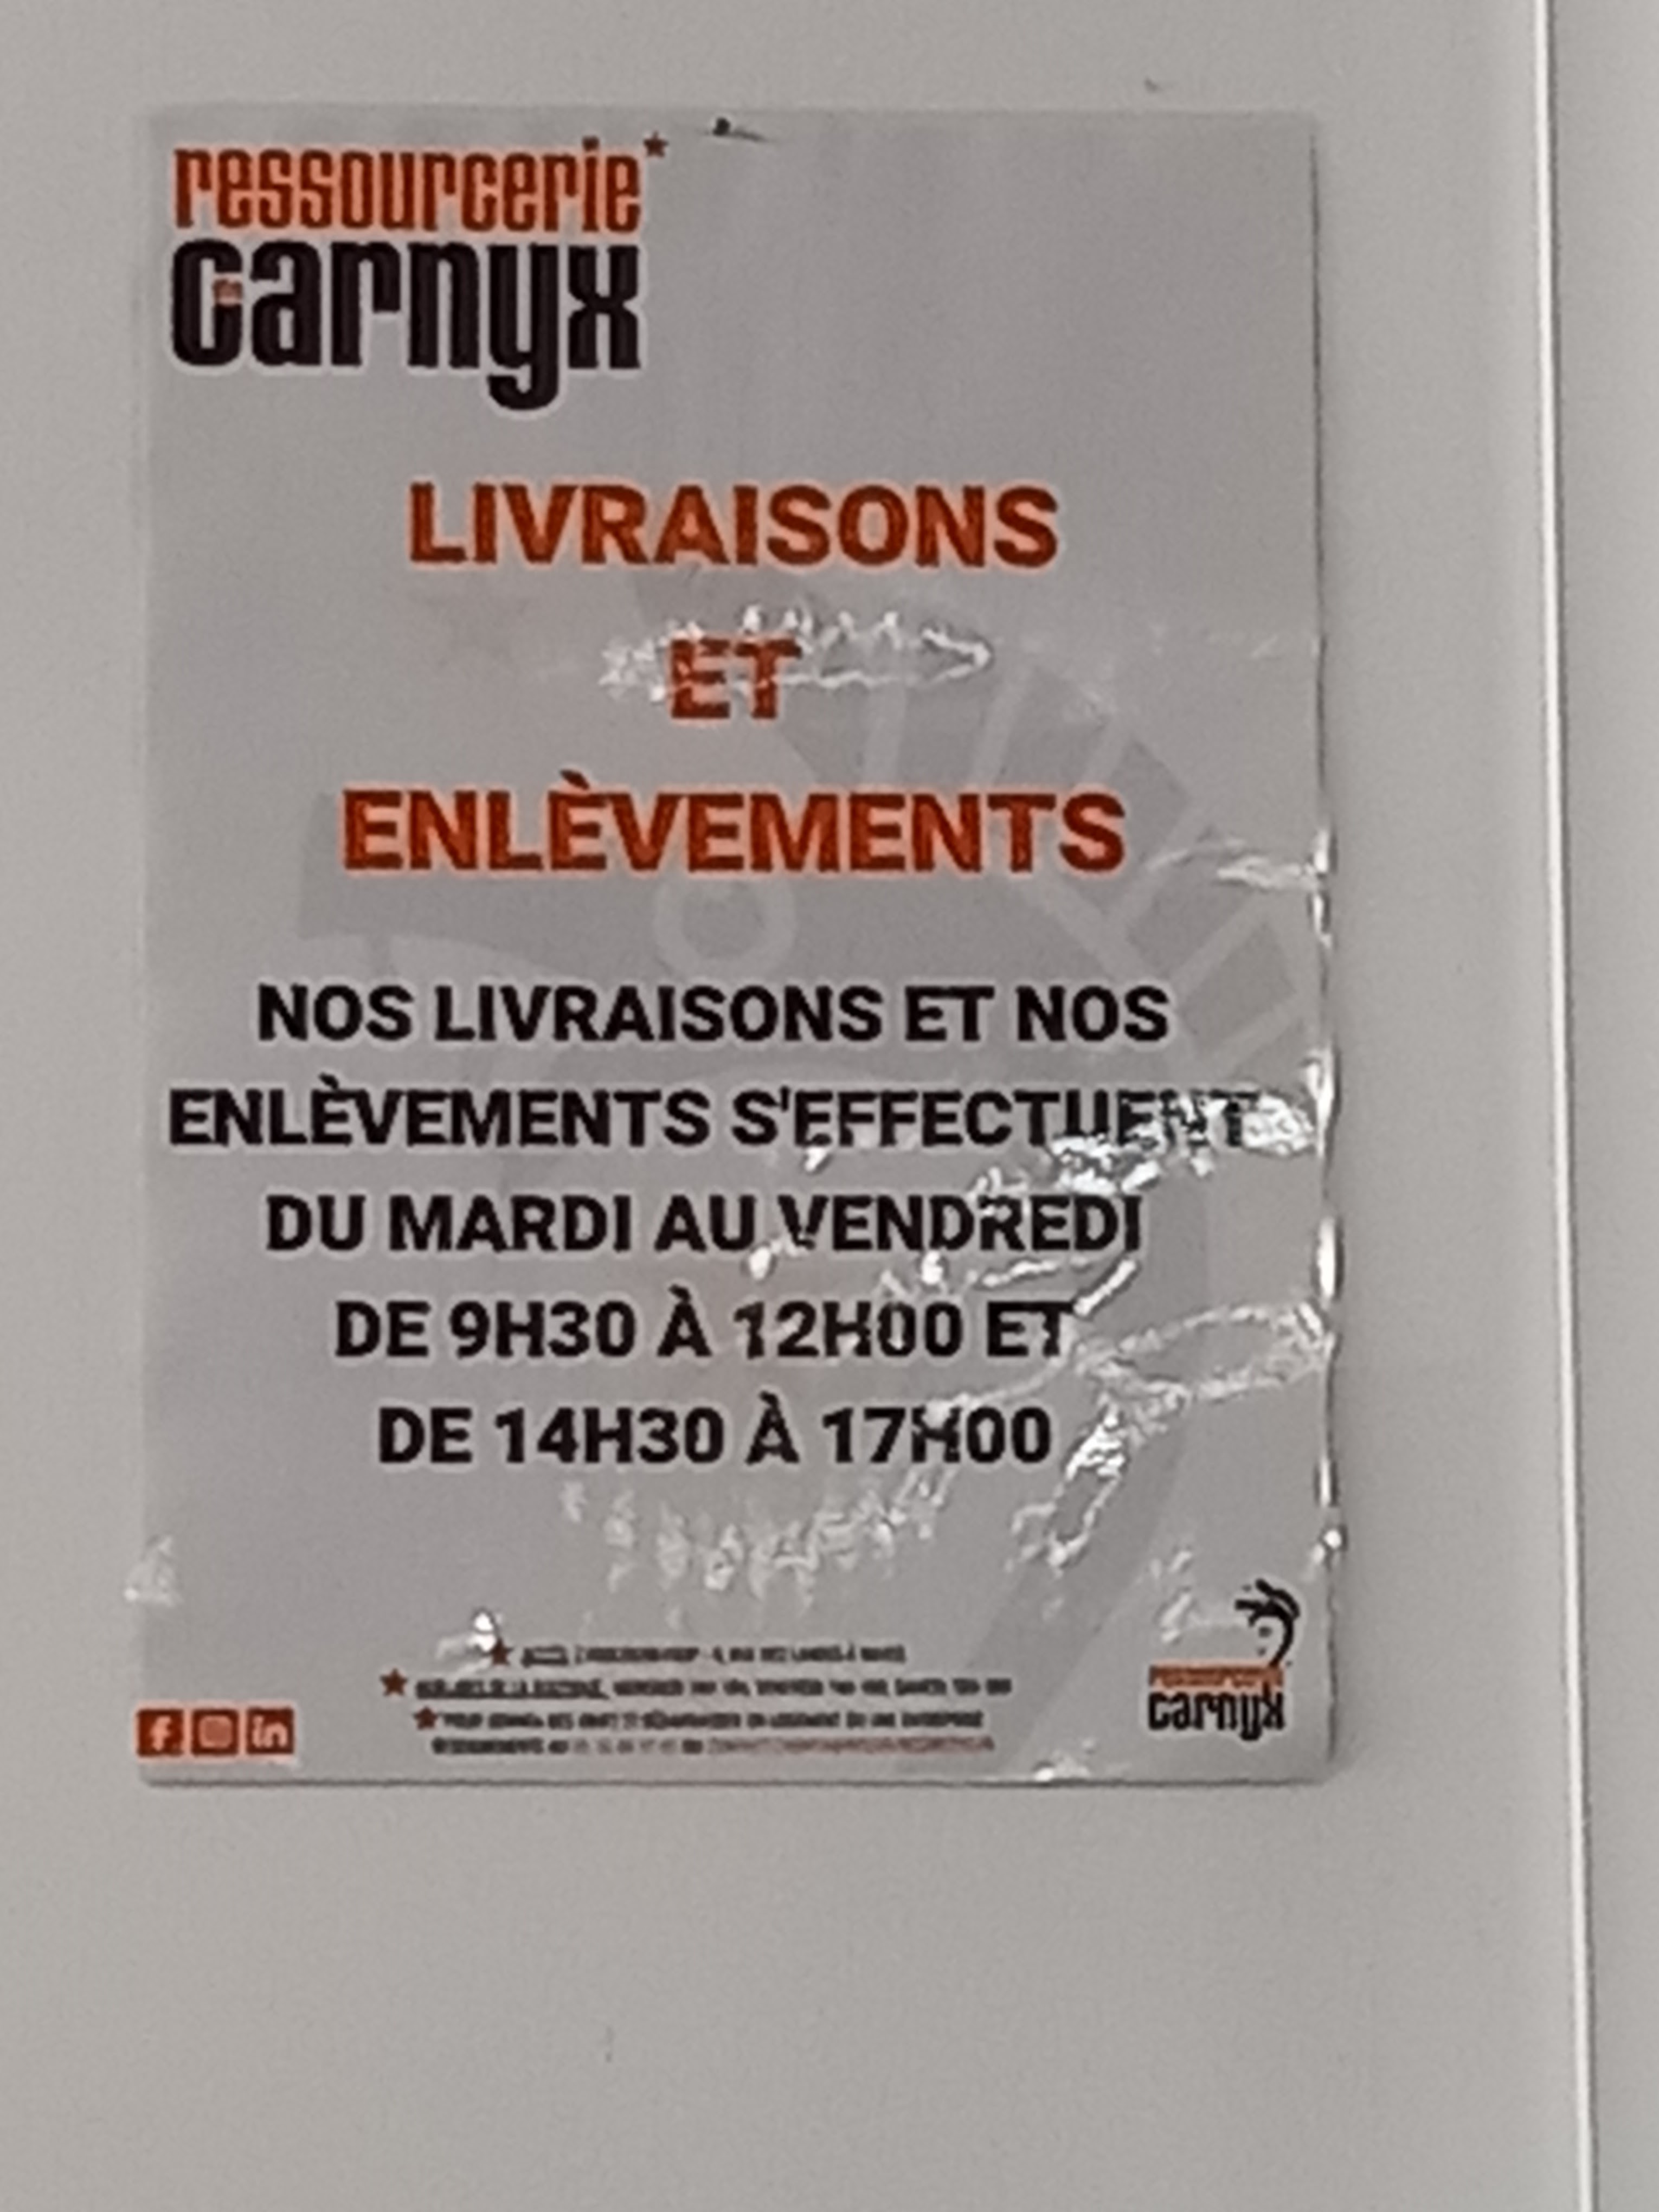 ressourcerie*
carnyx
LIVRAISONS
ET
ENLÈVEMENTS
NOS LIVRAISONS ET NOS
ENLÈVEMENTS S'EFFECTUENT
DU MARDI AU VENDREDI
DE 9H30 À 12H00 ET
DE 14H30 À 17H00
f in
ressourcerie
carnyx